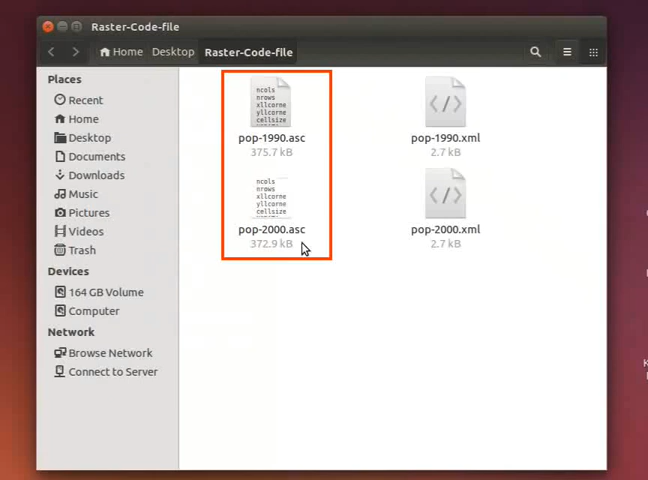 Raster-Code-file
Home Desktop Raster-Code-file
Places
Recent
Home
Desktop
Documents
Downloads
Music
Pictures
Videos
Trash
Devices
164 GB Volume
Computer
Network
Browse Network
Connect to Server
ncols
nrows
xllcorne
yllcorne
cellsize
pop-1990.asc
375.7 kB
</>
pop-1990.xml
2.7 kB
ncols
nrows
xllcorne
yllcorne
cellsize
pop-2000.asc
372.9 kB
</>
pop-2000.xml
2.7 kB